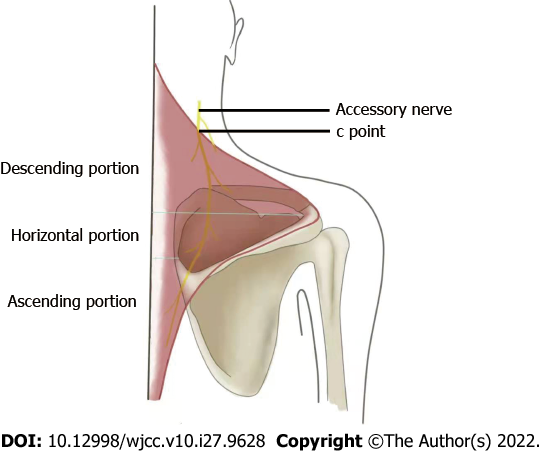 Accessory nerve
c point
Descending portion
Horizontal portion
Ascending portion
DOI: 10.12998/wjcc.v10.i27.9628 Copyright ©The Author(s) 2022.